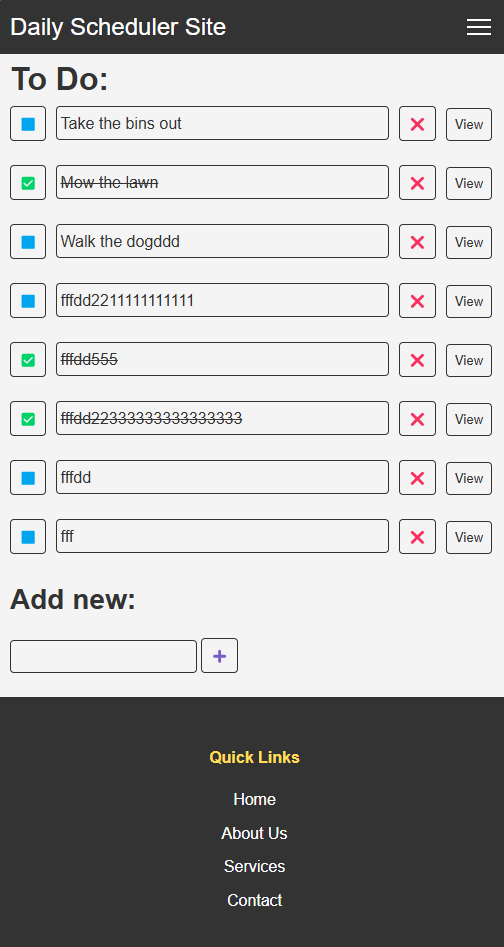 Daily Scheduler Site
To Do:
Take the bins out View
Mow the lawn View
Walk the dogddd View
fffdd2211111111111 View
fffdd555 View
fffdd22333333333333333 View
fffdd View
fff View
Add new:
Quick Links
Home
About Us
Services
Contact